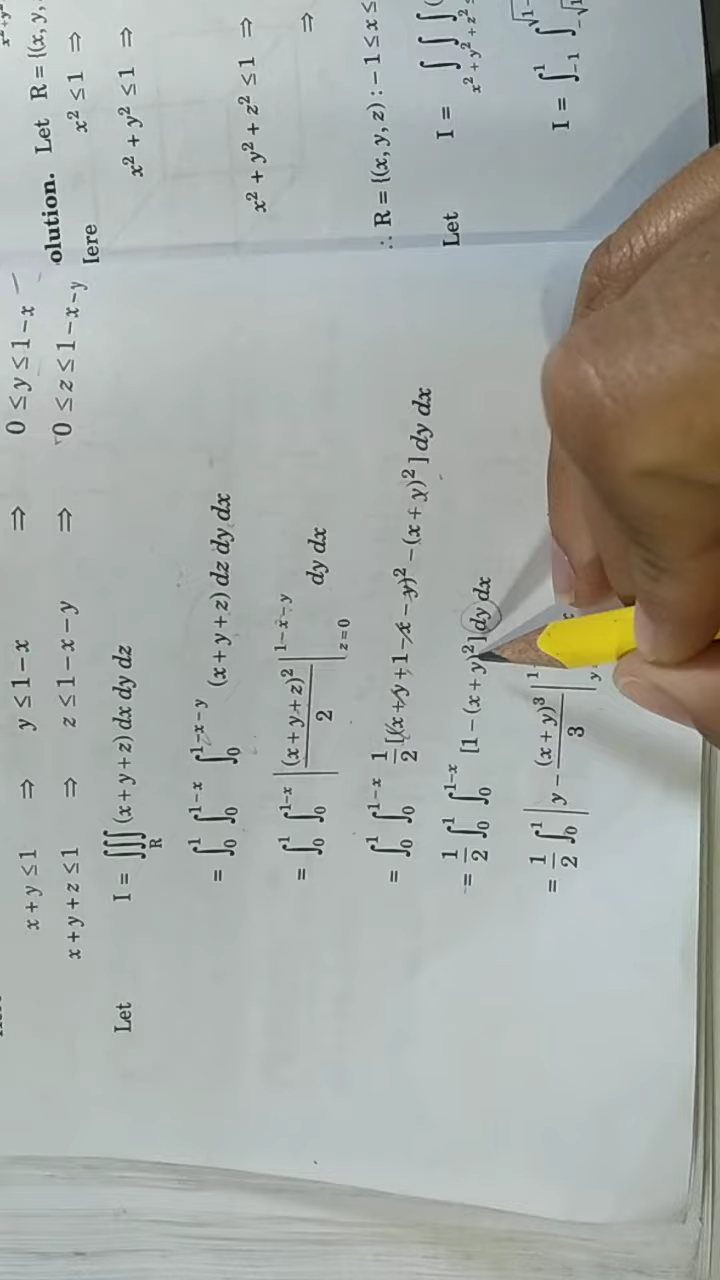 x + y ≤ 1 ⇒ y ≤ 1 - x ⇒ 0 ≤ y ≤ 1 - x
x + y + z ≤ 1 ⇒ z ≤ 1 - x - y ⇒ 0 ≤ z ≤ 1 - x - y
Let I = ∫∫∫_R (x + y + z) dx dy dz
= ∫_0^1 ∫_0^{1-x} ∫_0^{1-x-y} (x + y + z) dz dy dx
= ∫_0^1 ∫_0^{1-x} | (x + y + z)^2 / 2 |_{z=0}^{1-x-y} dy dx
= ∫_0^1 ∫_0^{1-x} 1/2 [(x + y + 1 - x - y)^2 - (x + y)^2] dy dx
= 1/2 ∫_0^1 ∫_0^{1-x} [1 - (x + y)^2] dy dx
= 1/2 ∫_0^1 | y - (x + y)^3 / 3 |
olution. Let R = {(x, y,
x^2 ≤ 1 ⇒
x^2 + y^2 ≤ 1 ⇒
x^2 + y^2 + z^2 ≤ 1 ⇒
⇒
∴ R = {(x, y, z) : -1 ≤ x ≤
Let I = ∫∫∫_{x^2 + y^2 + z^2 ≤} (
I = ∫_{-1}^1 ∫